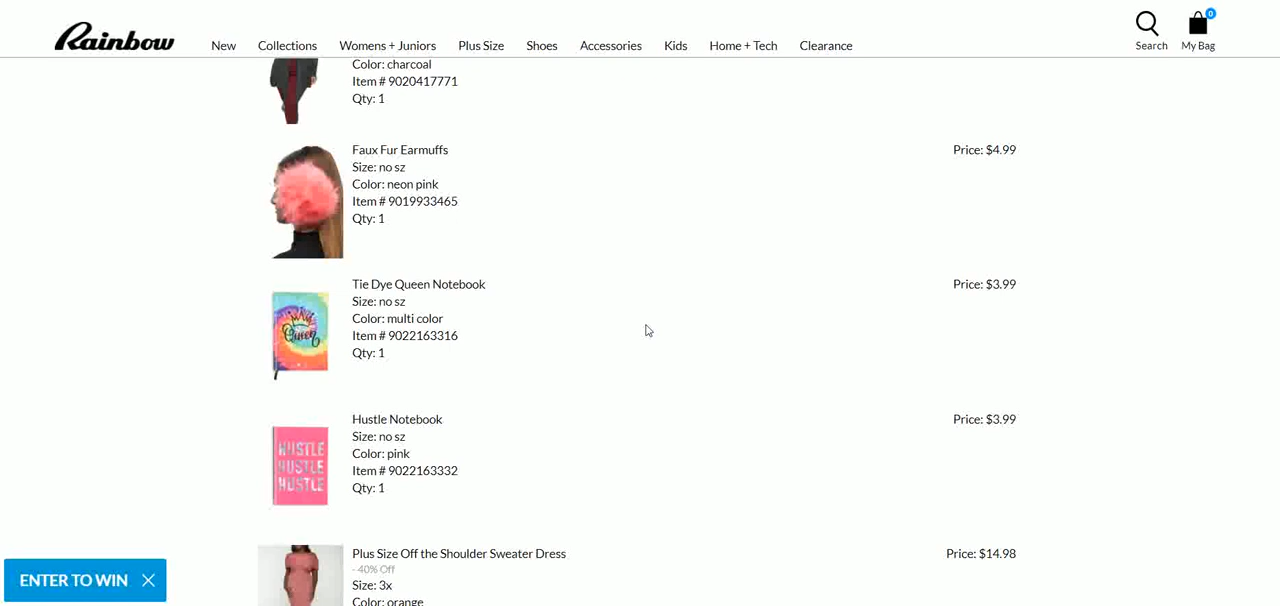 Rainbow
New Collections Womens + Juniors Plus Size Shoes Accessories Kids Home + Tech Clearance
Search
0
My Bag
Color: charcoal
Item # 9020417771
Qty: 1
Faux Fur Earmuffs
Price: $4.99
Size: no sz
Color: neon pink
Item # 9019933465
Qty: 1
Tie Dye Queen Notebook
Price: $3.99
Size: no sz
Color: multi color
Item # 9022163316
Qty: 1
Queen
Hustle Notebook
Price: $3.99
Size: no sz
Color: pink
Item # 9022163332
Qty: 1
HUSTLE
HUSTLE
HUSTLE
Plus Size Off the Shoulder Sweater Dress
Price: $14.98
- 40% Off
Size: 3x
Color: orange
ENTER TO WIN